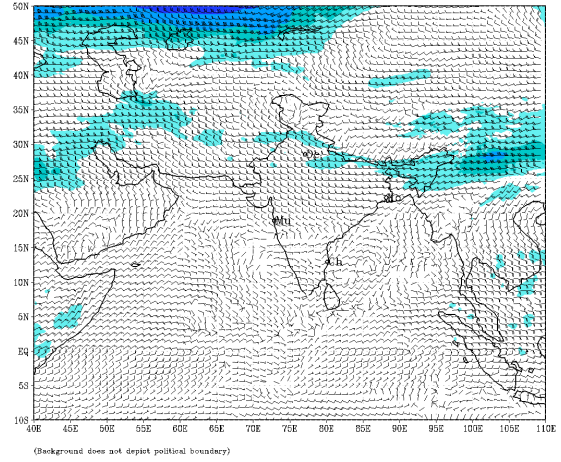 50N
45N
40N
35N
30N
De
25N
20N
Mu
15N
Ch
10N
5N
EQ
5S
10S
40E 45E 50E 55E 60E 65E 70E 75E 80E 85E 90E 95E 100E 105E 110E
(Background does not depict political boundary)